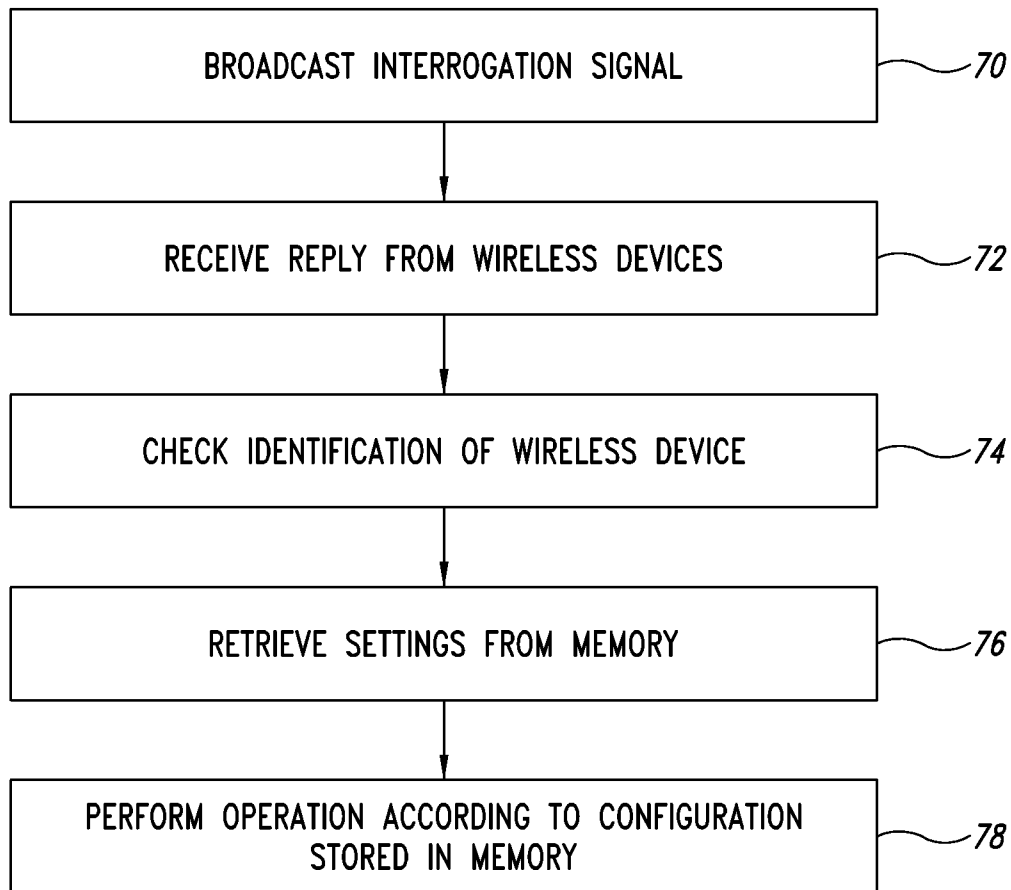 BROADCAST INTERROGATION SIGNAL 70
RECEIVE REPLY FROM WIRELESS DEVICES 72
CHECK IDENTIFICATION OF WIRELESS DEVICE 74
RETRIEVE SETTINGS FROM MEMORY 76
PERFORM OPERATION ACCORDING TO CONFIGURATION
STORED IN MEMORY 78